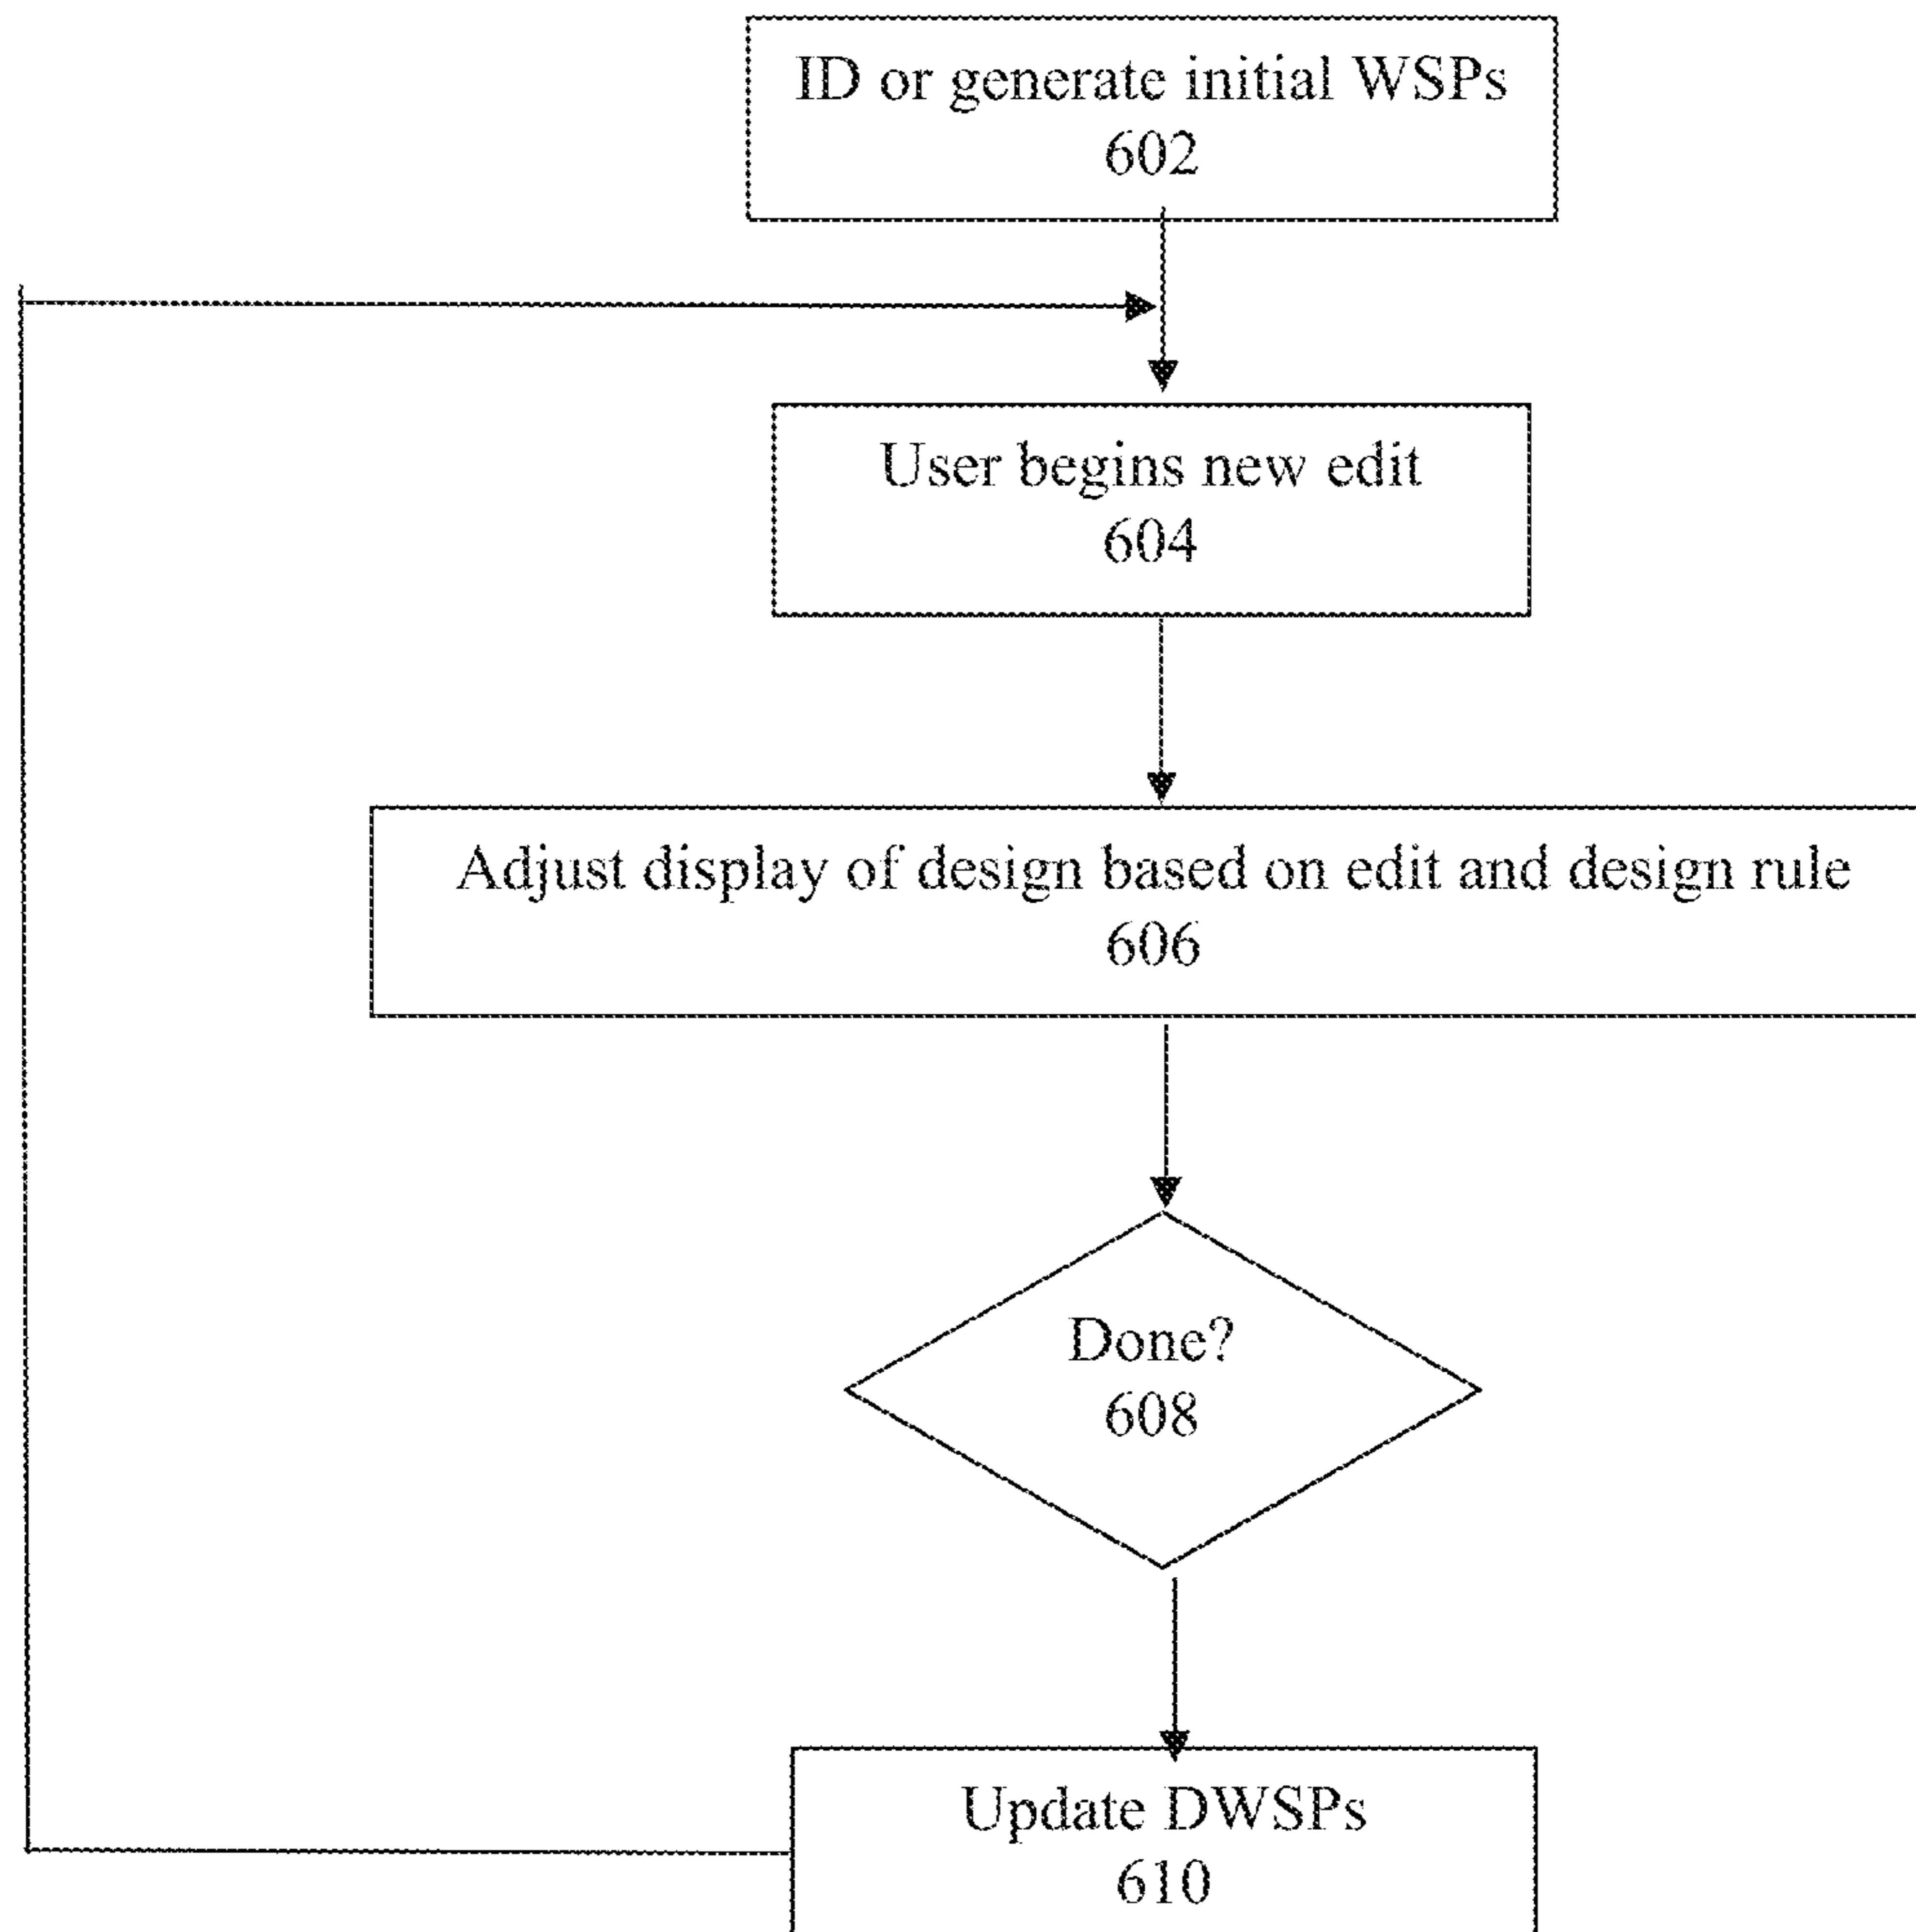 ID or generate initial WSPs
602
User begins new edit
604
Adjust display of design based on edit and design rule
606
Done?
608
Update DWSPs
610